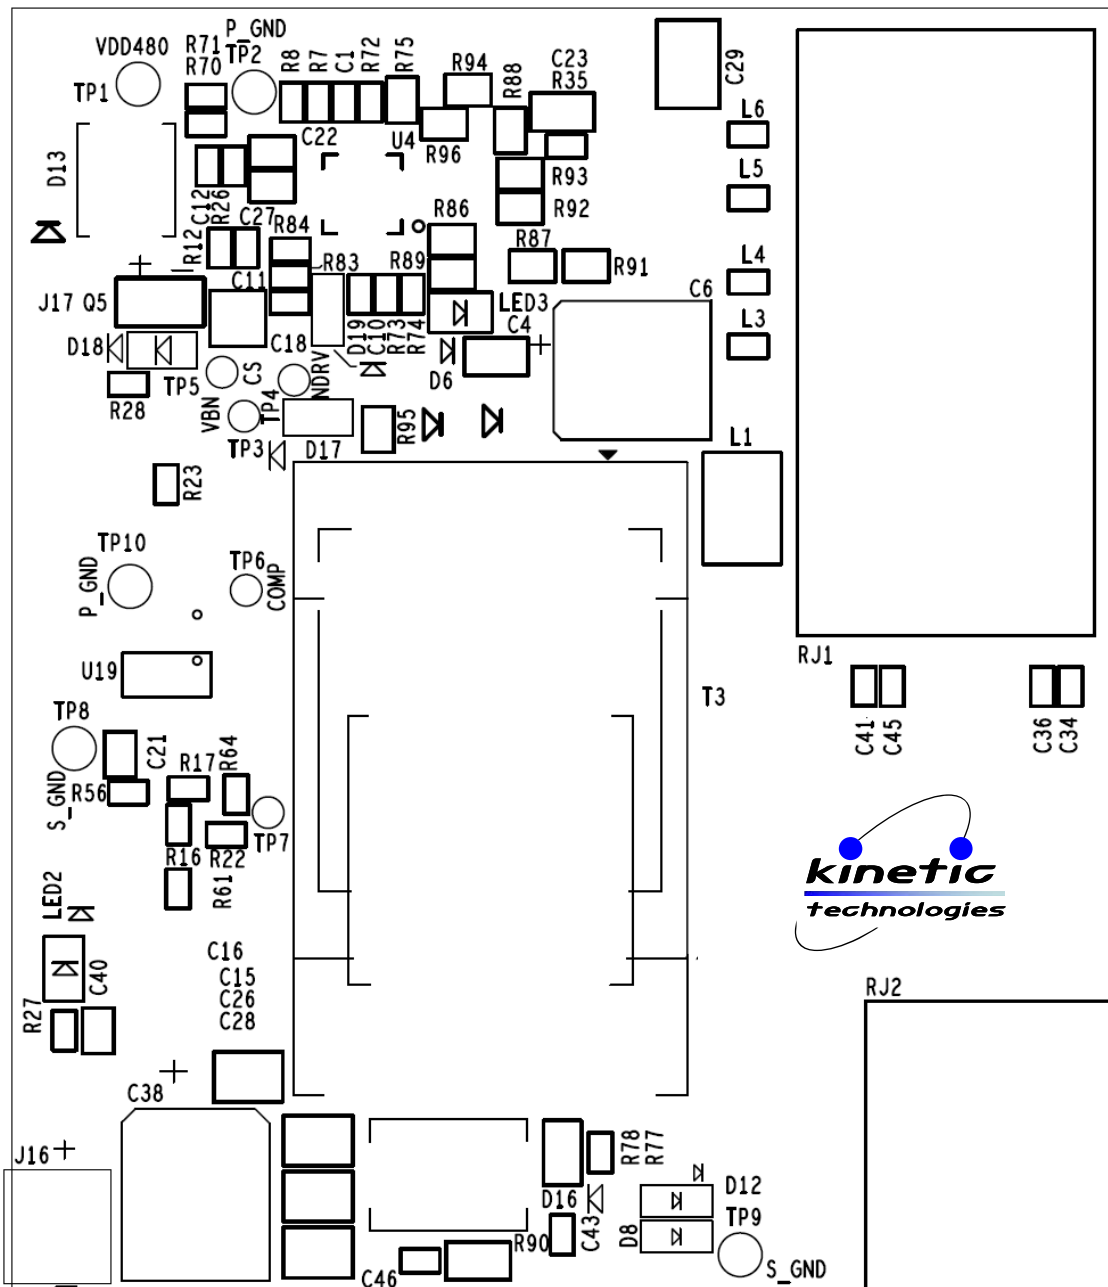 P_GND
VDD480
R71
R70
TP2
TP1
R8
R7
C1
R72
R75
R94
R88
C23
R35
C29
L6
L5
L4
L3
D13
C22
U4
R96
R93
R92
C12
R26
C27
R84
R86
R12
R87
R91
J17
Q5
C11
R83
R89
LED3
C6
C4
D18
C18
D19
C10
R73
R74
D6
TP5
CS
VBN
TP4
NDRV
R28
TP3
D17
R95
L1
R23
TP10
P_GND
TP6
COMP
RJ1
U19
T3
C41
C45
C36
C34
TP8
S_GND
C21
R56
R17
R64
TP7
R16
R22
R61
LED2
kinetic
technologies
C16
C15
C26
C28
C40
R27
RJ2
C38
J16
R78
R77
D16
C43
D12
D8
TP9
R90
C46
S_GND